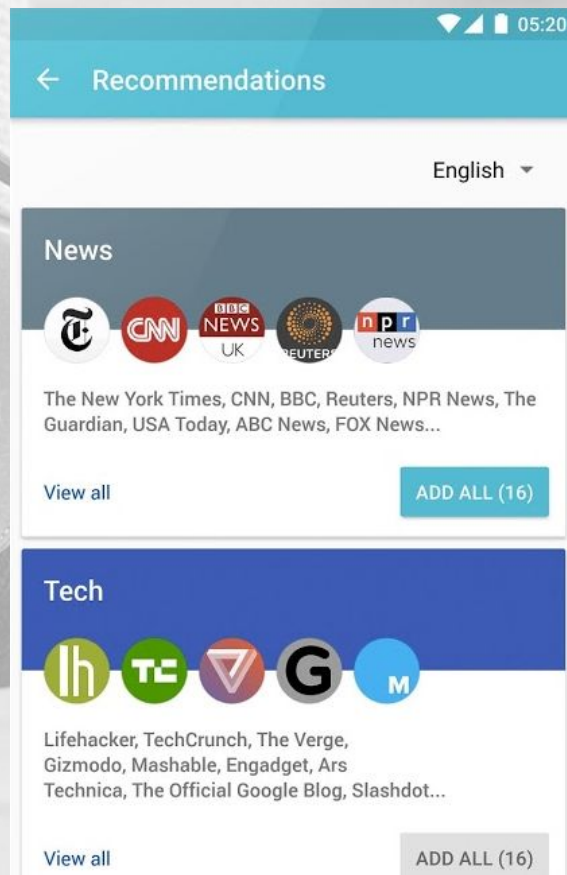 05:20
Recommendations
English
News
T
CNN
BBC
NEWS
UK
REUTERS
npr
news
The New York Times, CNN, BBC, Reuters, NPR News, The
Guardian, USA Today, ABC News, FOX News...
View all
ADD ALL (16)
Tech
lh
TC
G
M
Lifehacker, TechCrunch, The Verge,
Gizmodo, Mashable, Engadget, Ars
Technica, The Official Google Blog, Slashdot...
View all
ADD ALL (16)